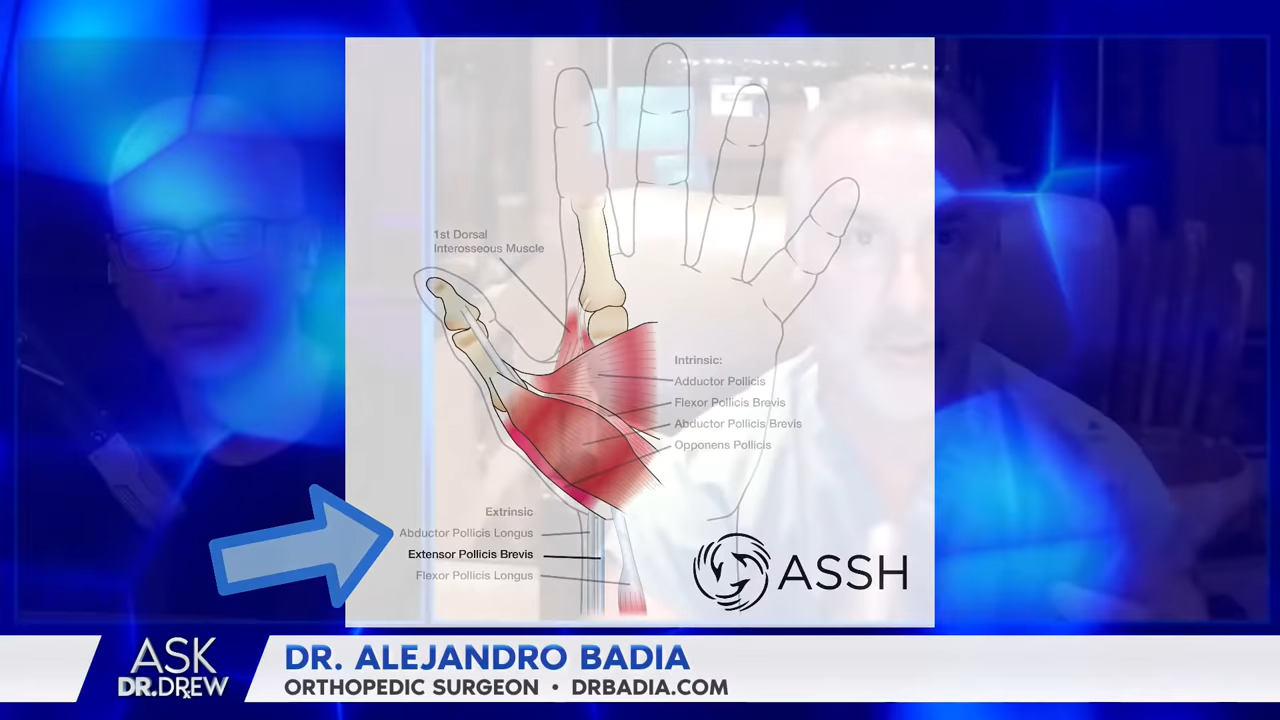 1st Dorsal
Interosseous Muscle
Intrinsic:
Adductor Pollicis
Flexor Pollicis Brevis
Abductor Pollicis Brevis
Opponens Pollicis
Extrinsic
Abductor Pollicis Longus
Extensor Pollicis Brevis
Flexor Pollicis Longus
ASSH
ASK
DR.DREW
DR. ALEJANDRO BADIA
ORTHOPEDIC SURGEON • DRBADIA.COM